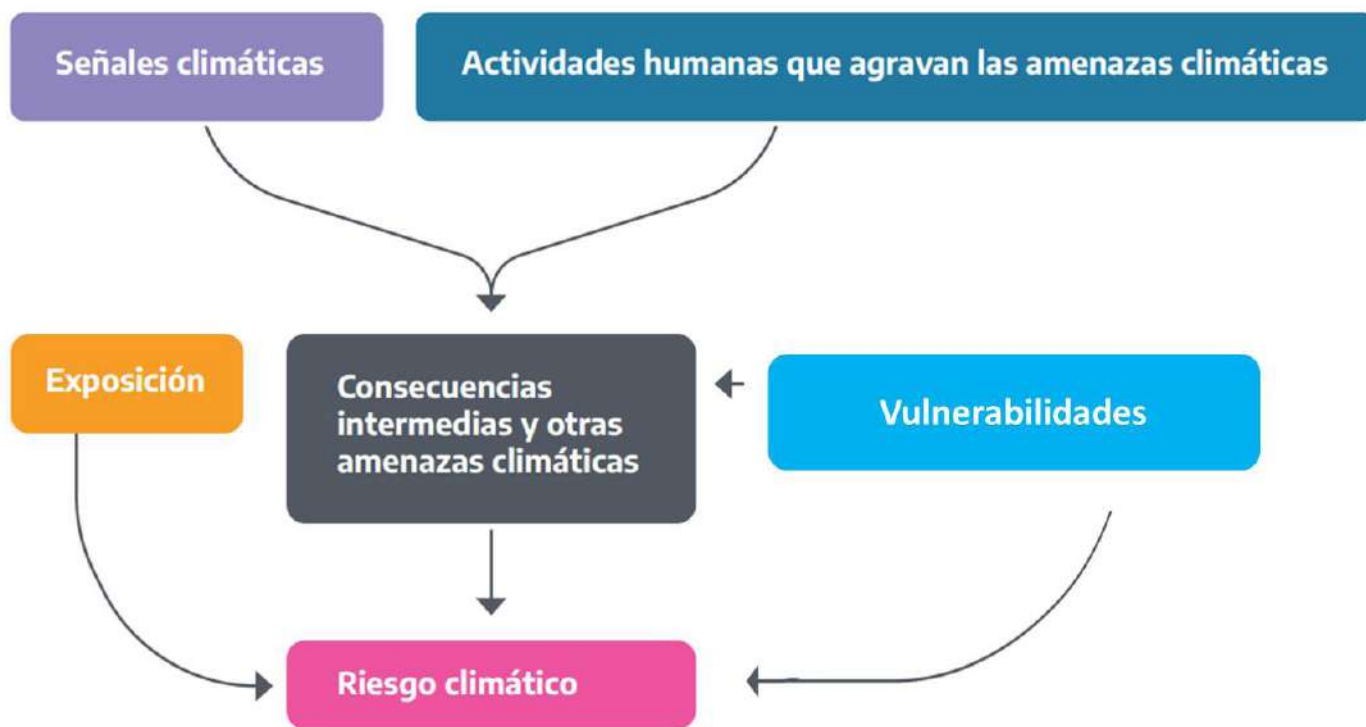 Señales climáticas
Actividades humanas que agravan las amenazas climáticas
Exposición
Consecuencias
intermedias y otras
amenazas climáticas
Vulnerabilidades
Riesgo climático